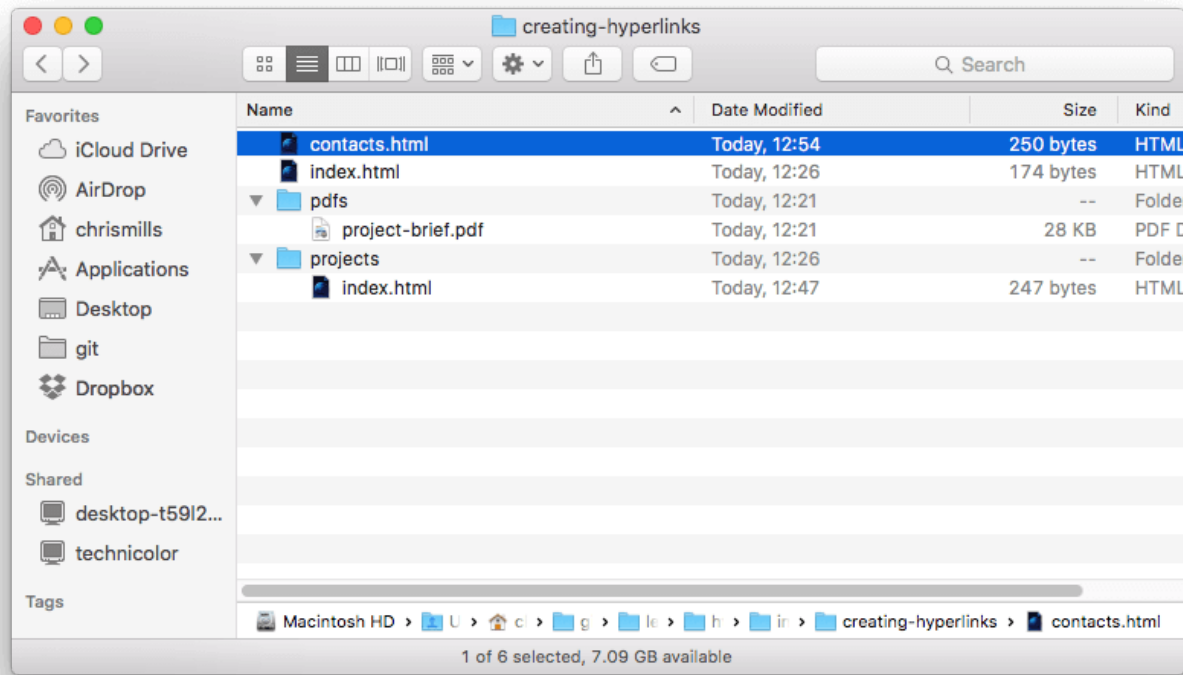 creating-hyperlinks
Search
Favorites
iCloud Drive
AirDrop
chrismills
Applications
Desktop
git
Dropbox
Devices
Shared
desktop-t59l2...
technicolor
Tags
Name Date Modified Size Kind
contacts.html Today, 12:54 250 bytes HTML
index.html Today, 12:26 174 bytes HTML
pdfs Today, 12:21 -- Folde
project-brief.pdf Today, 12:21 28 KB PDF D
projects Today, 12:26 -- Folde
index.html Today, 12:47 247 bytes HTML
Macintosh HD › U › c › g › le › h › in › creating-hyperlinks › contacts.html
1 of 6 selected, 7.09 GB available